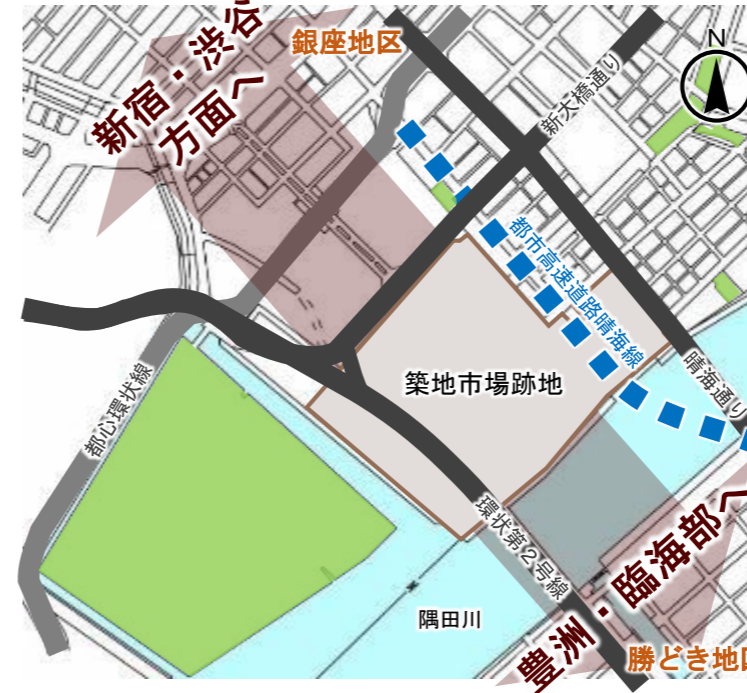 銀座地区
新宿・渋谷
方面へ
N
新大橋通り
都市高速道路晴海線
築地市場跡地
晴海通り
都心環状線
環状第2号線
隅田川
豊洲・臨海部へ
勝どき地区